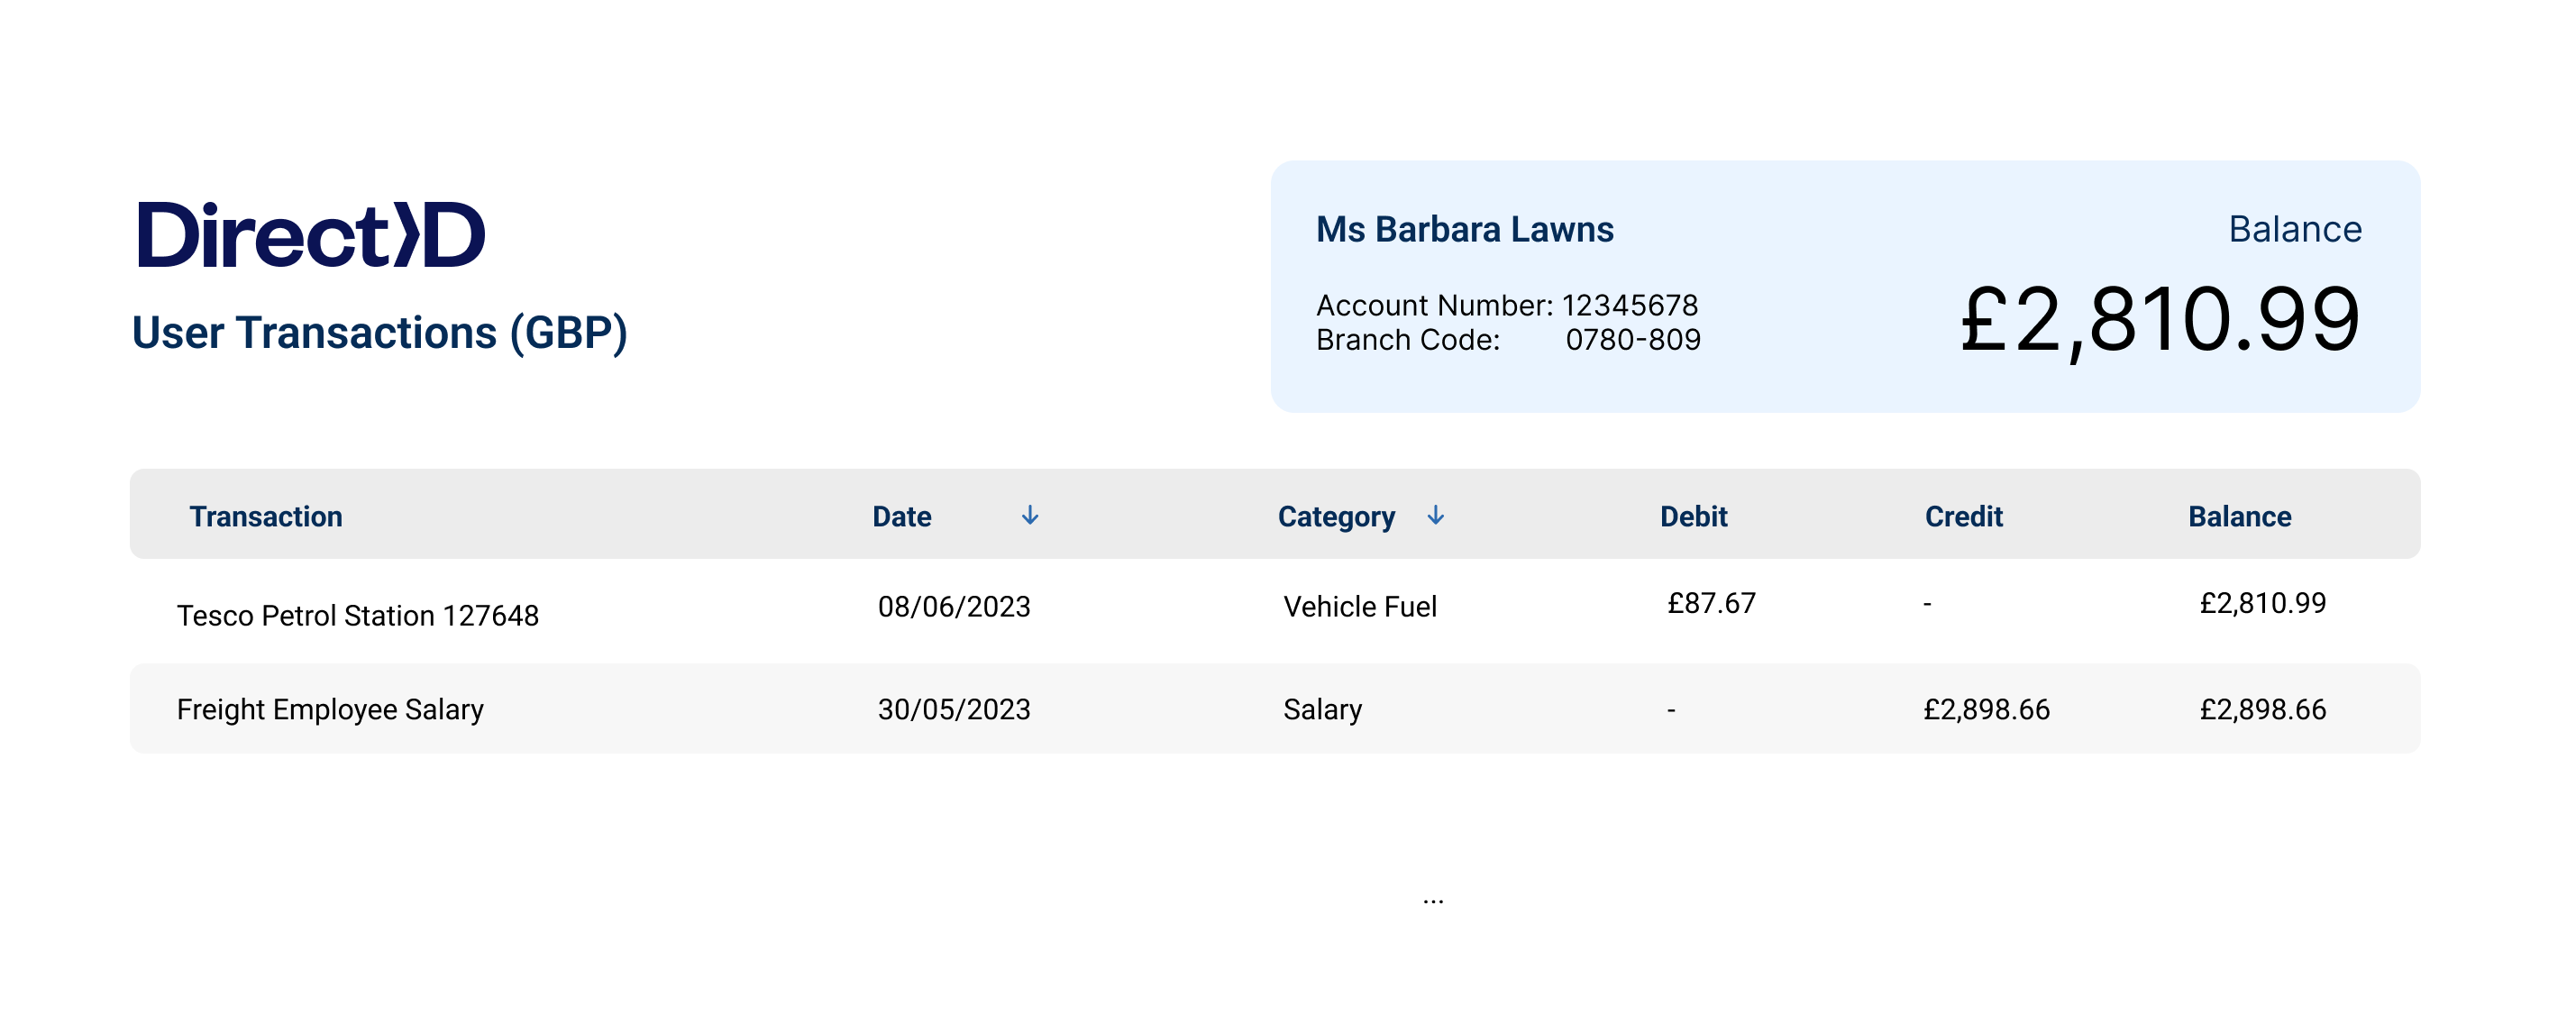 DirectID
User Transactions (GBP)
Ms Barbara Lawns
Balance
Account Number: 12345678
Branch Code: 0780-809
£2,810.99
Transaction Date ↓ Category ↓ Debit Credit Balance
Tesco Petrol Station 127648 08/06/2023 Vehicle Fuel £87.67 - £2,810.99
Freight Employee Salary 30/05/2023 Salary - £2,898.66 £2,898.66
...